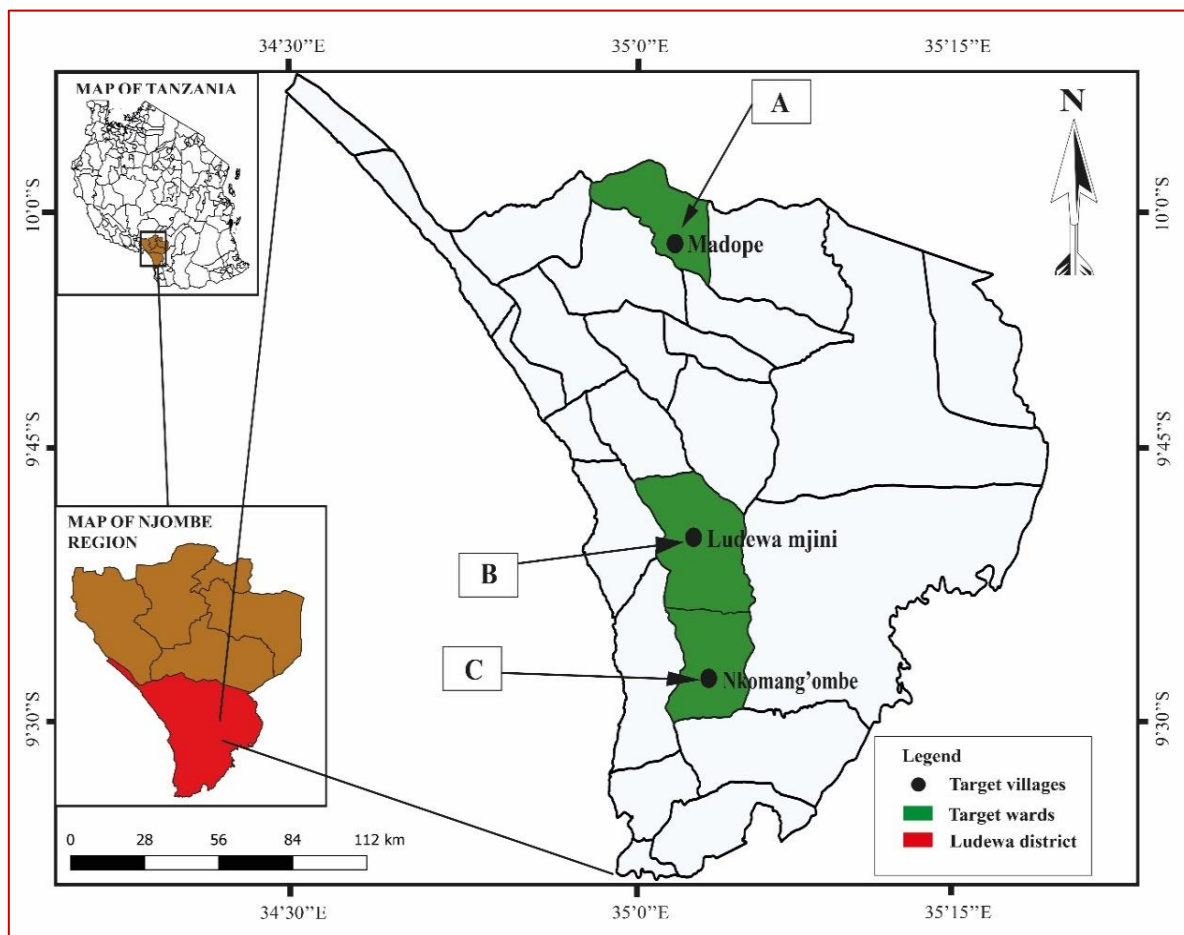 34'30''E 35'0''E 35'15''E
MAP OF TANZANIA
A
N
10'0''S 10'0''S
Madope
9'45''S 9'45''S
MAP OF NJOMBE
REGION
Ludewa mjini
B
C
Nkomang'ombe
9'30''S 9'30''S
Legend
Target villages
Target wards
Ludewa district
0 28 56 84 112 km
34'30''E 35'0''E 35'15''E